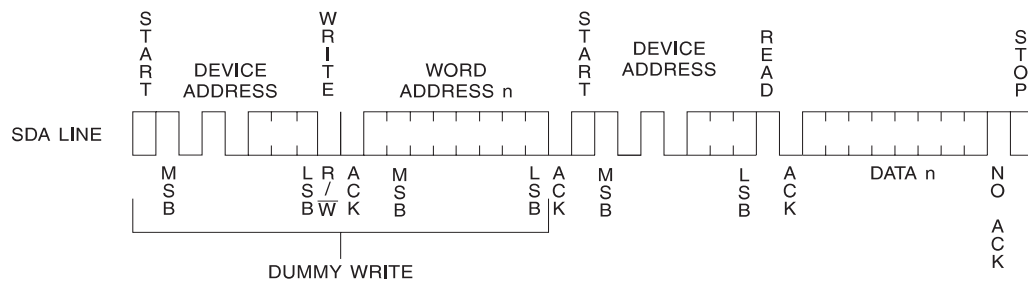 START
WRITE
START
READ
STOP
DEVICE
ADDRESS
WORD
ADDRESS n
DEVICE
ADDRESS
SDA LINE
MSB
LSB
R/W
ACK
MSB
LSB
ACK
MSB
LSB
ACK
DATA n
NO ACK
DUMMY WRITE